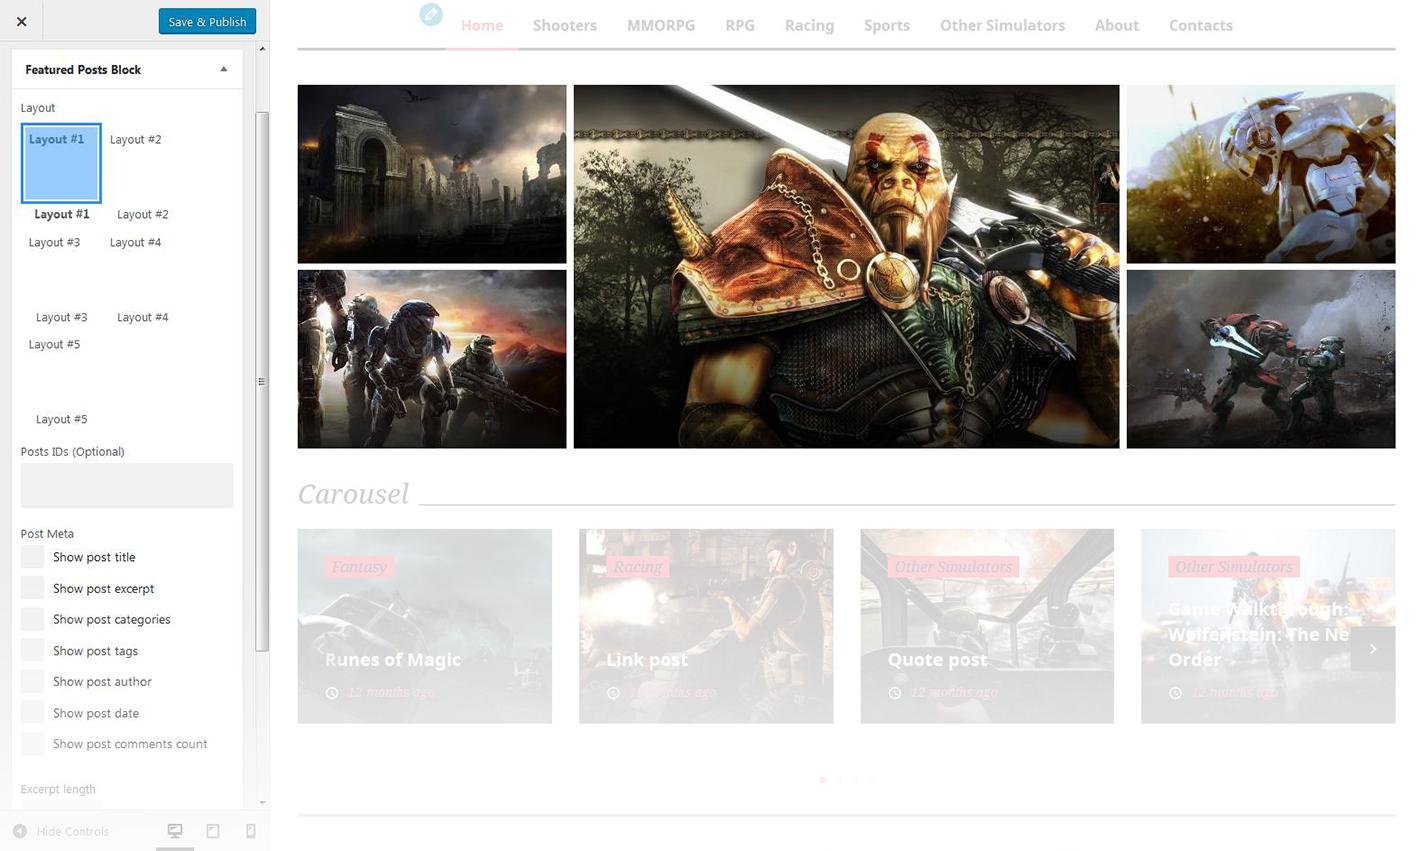 Save & Publish
Home Shooters MMORPG RPG Racing Sports Other Simulators About Contacts
Featured Posts Block
Layout
Layout #1 Layout #2
Layout #1 Layout #2
Layout #3 Layout #4
Layout #3 Layout #4
Layout #5
Layout #5
Posts IDs (Optional)
Post Meta
Show post title
Show post excerpt
Show post categories
Show post tags
Show post author
Show post date
Show post comments count
Excerpt length
Hide Controls
Carousel
Fantasy
Runes of Magic
12 months ago
Racing
Link post
12 months ago
Other Simulators
Quote post
12 months ago
Other Simulators
Game Walkthrough:
Wolfenstein: The Ne
Order
12 months ago